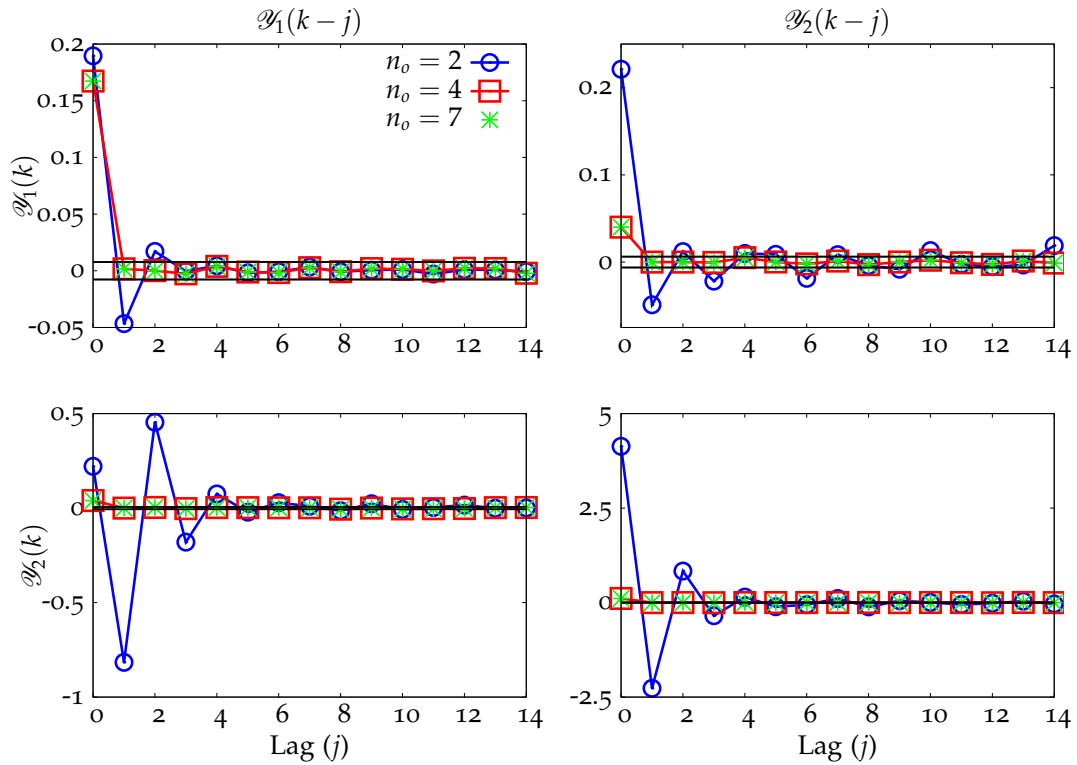 𝒴₁(k − j)
𝒴₂(k − j)
n_o = 2
n_o = 4
n_o = 7
0.2
0.15
0.1
0.05
0
-0.05
𝒴₁(k)
0 2 4 6 8 10 12 14
0.2
0.1
0
0 2 4 6 8 10 12 14
0.5
0
-0.5
-1
𝒴₂(k)
0 2 4 6 8 10 12 14
Lag (j)
5
2.5
0
-2.5
0 2 4 6 8 10 12 14
Lag (j)